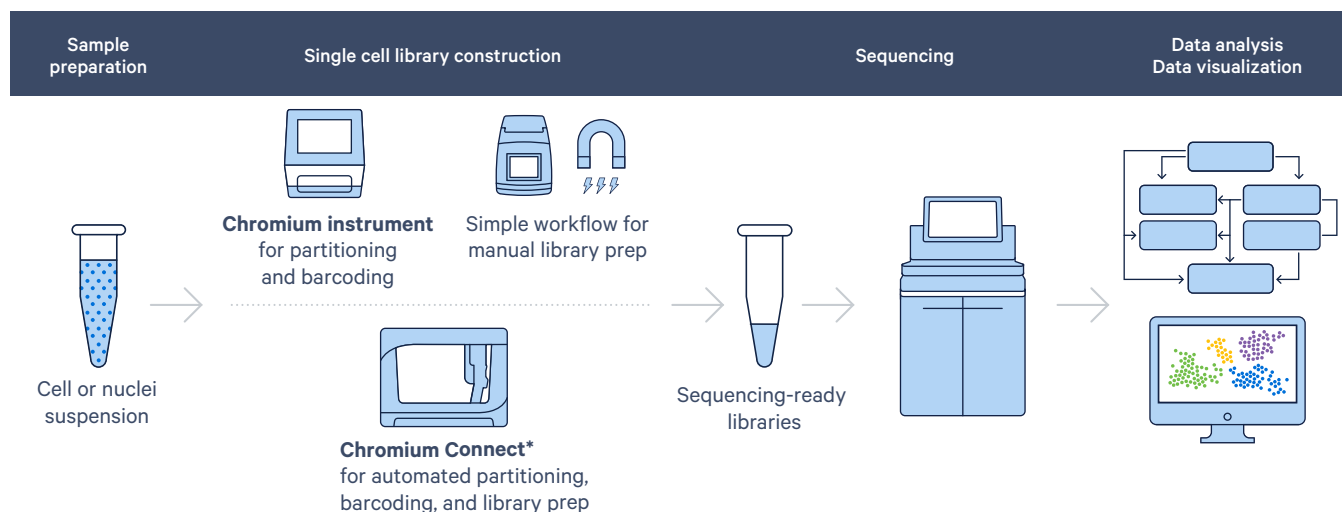 Sample
preparation
Single cell library construction
Sequencing
Data analysis
Data visualization
Chromium instrument
for partitioning
and barcoding
Simple workflow for
manual library prep
Cell or nuclei
suspension
Chromium Connect*
for automated partitioning,
barcoding, and library prep
Sequencing-ready
libraries